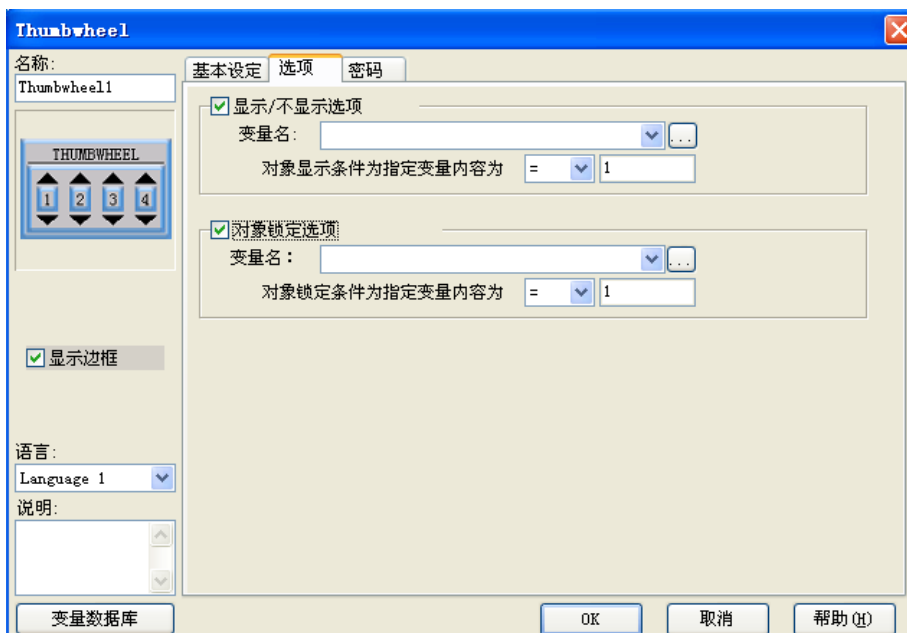 Thumbwheel
名称:
Thumbwheel1
THUMBWHEEL
1 2 3 4
显示边框
语言:
Language 1
说明:
变量数据库
基本设定 选项 密码
显示/不显示选项
变量名: ...
对象显示条件为指定变量内容为 = 1
对象锁定选项
变量名： ...
对象锁定条件为指定变量内容为 = 1
OK 取消 帮助(H)